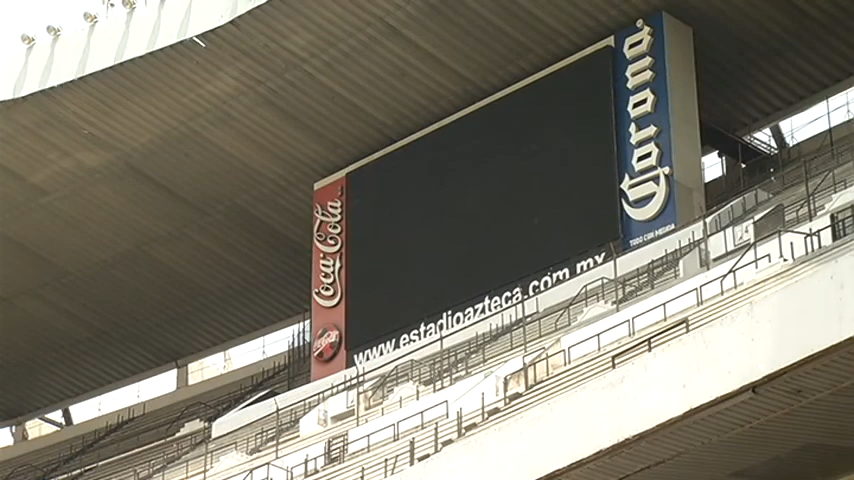 Coca-Cola
Coca-Cola
Corona
TODO CON MEDIDA
www.estadioazteca.com.mx